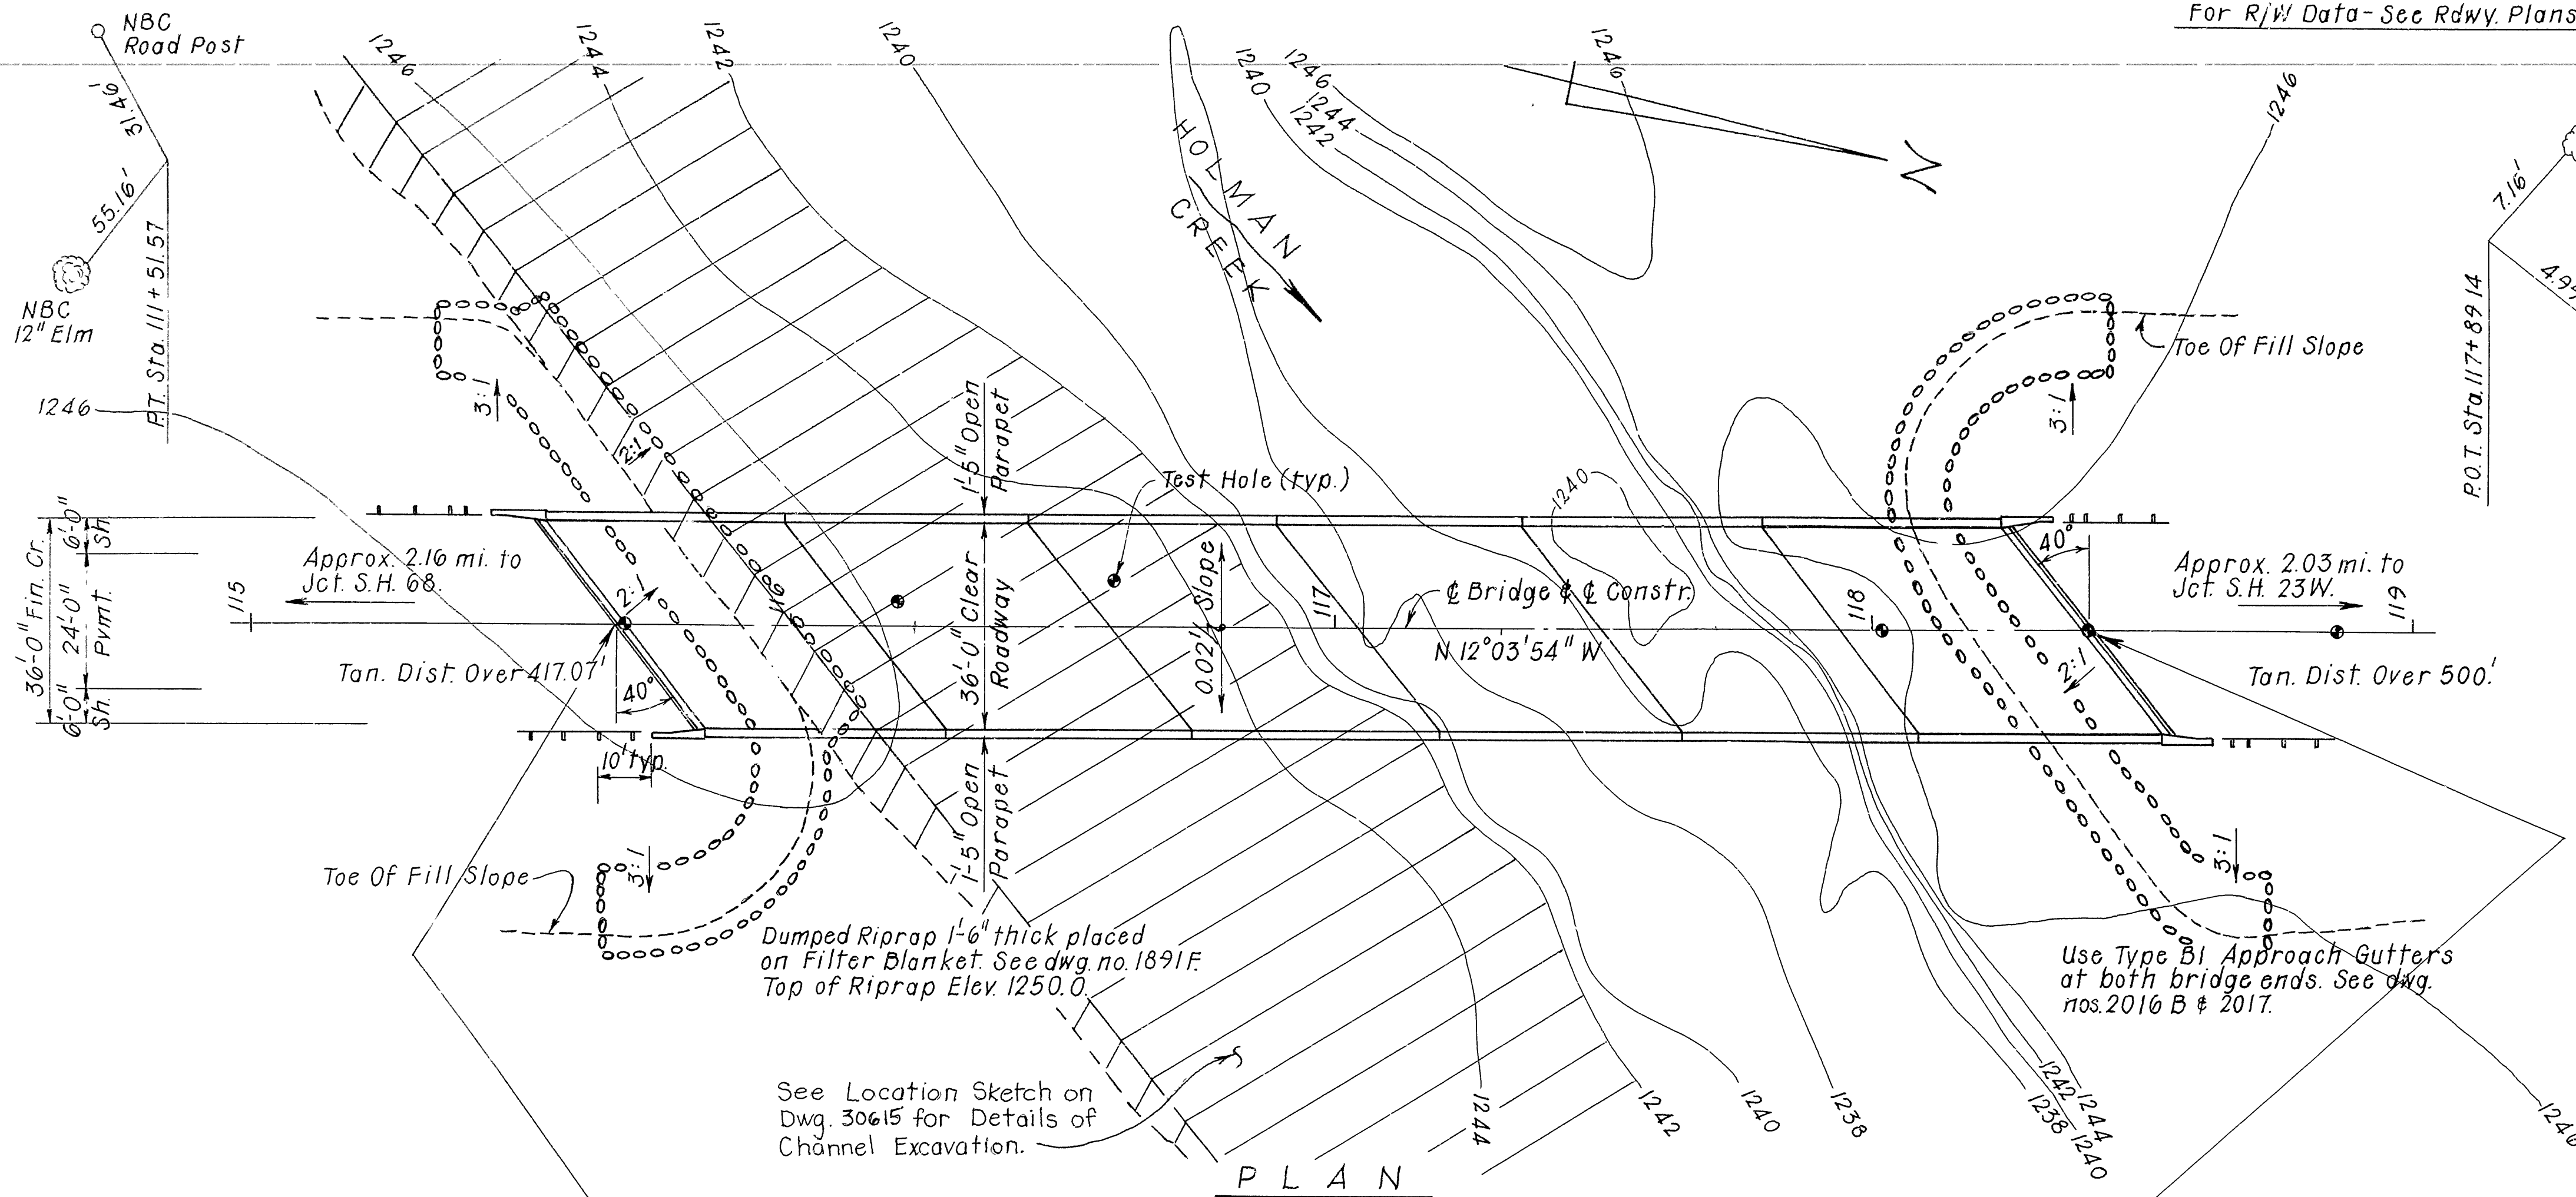 For R/W Data-See Rdwy. Plans
NBC
Road Post
31.46'
55.16'
NBC
12" Elm
P.T. Sta. 111+51.57
1246
1244
1242
1240
1240
1246
1244
1242
1246
1246
HOLMAN
CREEK
N
7.16'
P.O.T. Sta. 117+89 14
Toe Of Fill Slope
3:1
1246
3:1
2:1
1'-5" Open
Parapet
Test Hole (typ.)
1240
36'-0" Fin. Cr.
6'-0"
Sh.
24'-0"
Pvmt.
6'-0"
Sh.
Approx. 2.16 mi. to
Jct. S.H. 68.
115
2:1
116
36'-0" Clear
Roadway
0.02'/' Slope
117
℄ Bridge & ℄ Constr.
N 12°03'54" W
118
40°
Approx. 2.03 mi. to
Jct. S.H. 23W.
119
Tan. Dist. Over 417.07'
40°
2:1
Tan. Dist. Over 500.'
10' typ.
1'-5" Open
Parapet
3:1
3:1
Toe Of Fill Slope
Dumped Riprap 1'-6" thick placed
on Filter Blanket. See dwg. no. 1891F.
Top of Riprap Elev. 1250.0.
Use Type B1 Approach Gutters
at both bridge ends. See dwg.
nos. 2016 B & 2017.
See Location Sketch on
Dwg. 30615 for Details of
Channel Excavation.
1244
1242
1240
1238
1238
1242
1244
1240
1246
PLAN